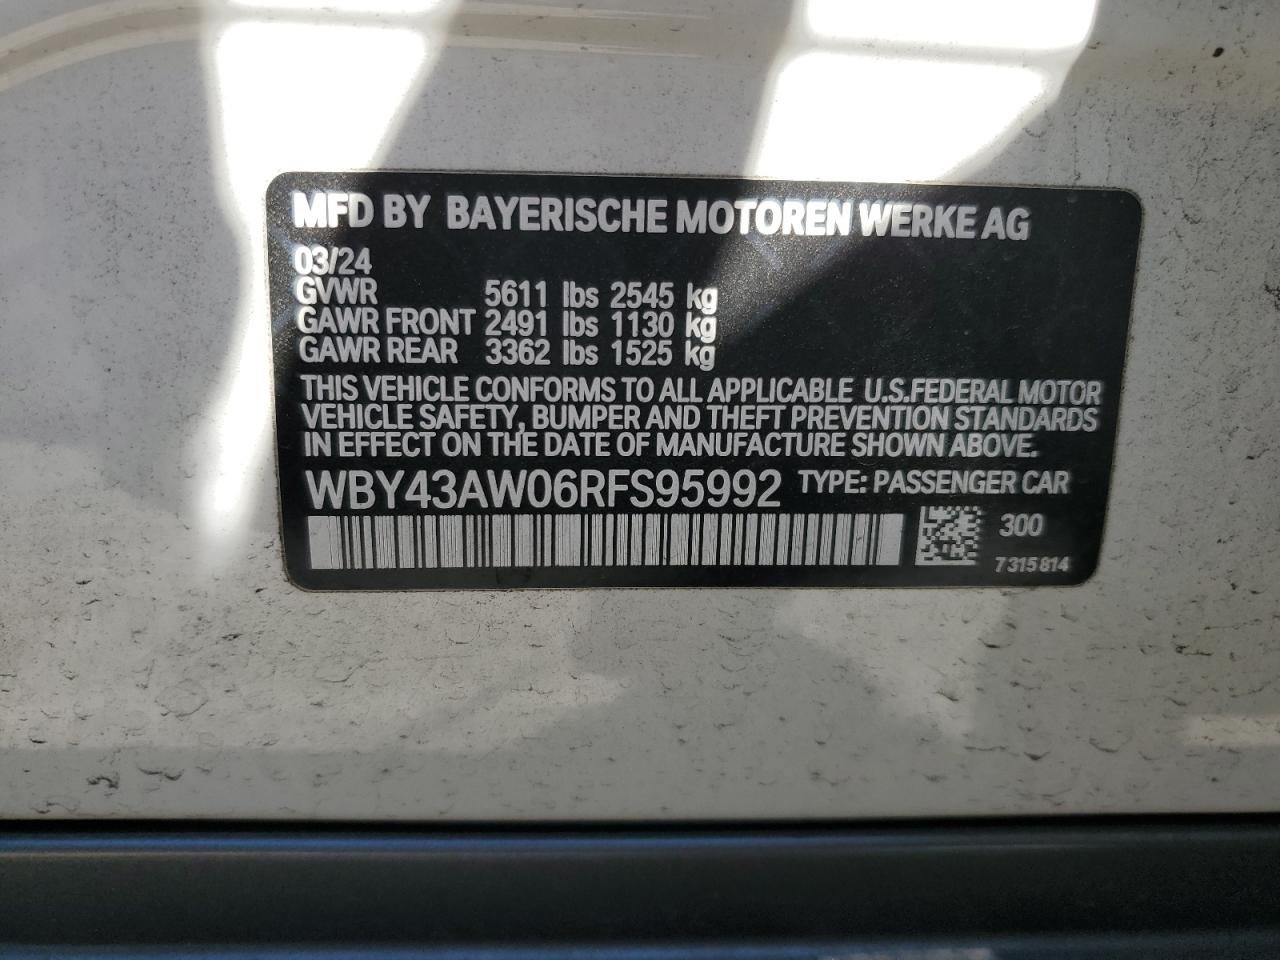 MFD BY BAYERISCHE MOTOREN WERKE AG
03/24
GVWR 5611 lbs 2545 kg
GAWR FRONT 2491 lbs 1130 kg
GAWR REAR 3362 lbs 1525 kg
THIS VEHICLE CONFORMS TO ALL APPLICABLE U.S.FEDERAL MOTOR
VEHICLE SAFETY, BUMPER AND THEFT PREVENTION STANDARDS
IN EFFECT ON THE DATE OF MANUFACTURE SHOWN ABOVE.
WBY43AW06RFS95992 TYPE: PASSENGER CAR
300
7315814